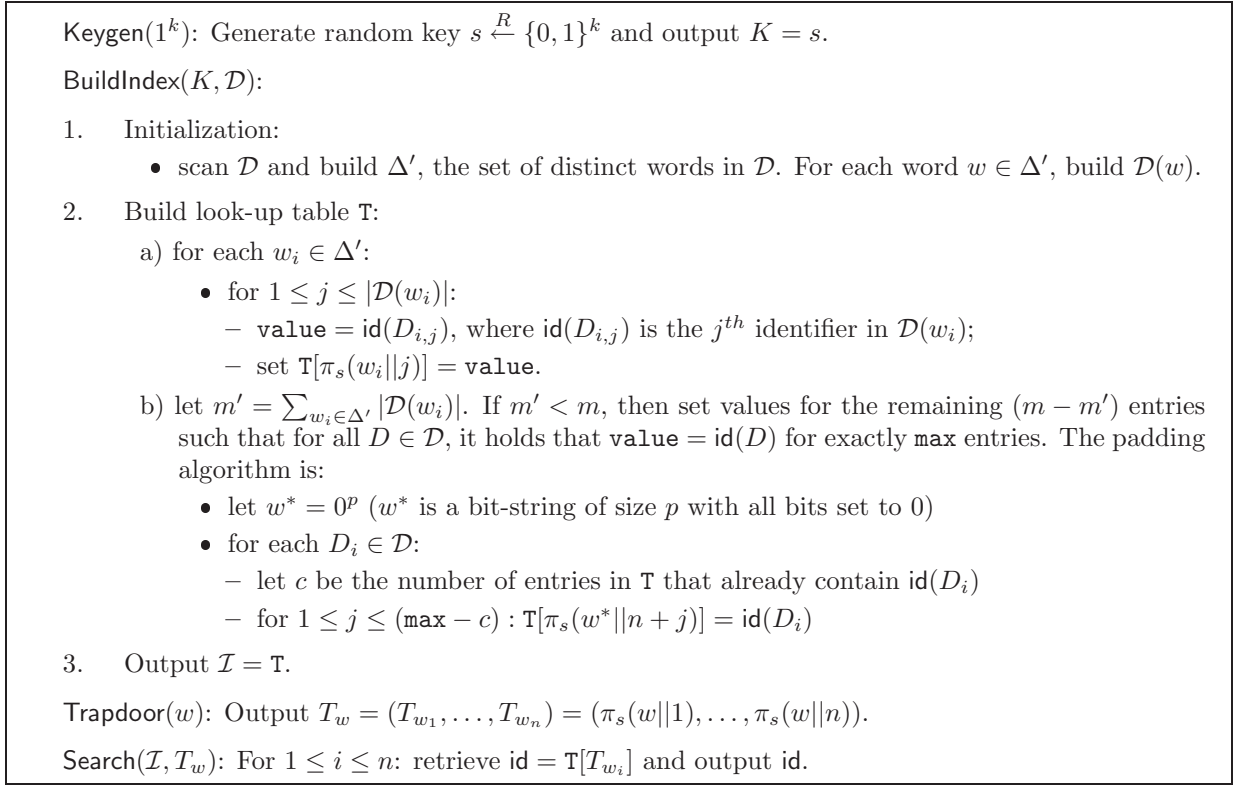 Keygen(1^k): Generate random key s ←^R {0, 1}^k and output K = s.
BuildIndex(K, 𝒟):
1. Initialization:
• scan 𝒟 and build Δ′, the set of distinct words in 𝒟. For each word w ∈ Δ′, build 𝒟(w).
2. Build look-up table T:
a) for each w_i ∈ Δ′:
• for 1 ≤ j ≤ |𝒟(w_i)|:
– value = id(D_{i,j}), where id(D_{i,j}) is the j^{th} identifier in 𝒟(w_i);
– set T[π_s(w_i||j)] = value.
b) let m′ = ∑_{w_i∈Δ′} |𝒟(w_i)|. If m′ < m, then set values for the remaining (m − m′) entries
such that for all D ∈ 𝒟, it holds that value = id(D) for exactly max entries. The padding
algorithm is:
• let w* = 0^p (w* is a bit-string of size p with all bits set to 0)
• for each D_i ∈ 𝒟:
– let c be the number of entries in T that already contain id(D_i)
– for 1 ≤ j ≤ (max − c) : T[π_s(w*||n + j)] = id(D_i)
3. Output ℐ = T.
Trapdoor(w): Output T_w = (T_{w_1}, . . . , T_{w_n}) = (π_s(w||1), . . . , π_s(w||n)).
Search(ℐ, T_w): For 1 ≤ i ≤ n: retrieve id = T[T_{w_i}] and output id.